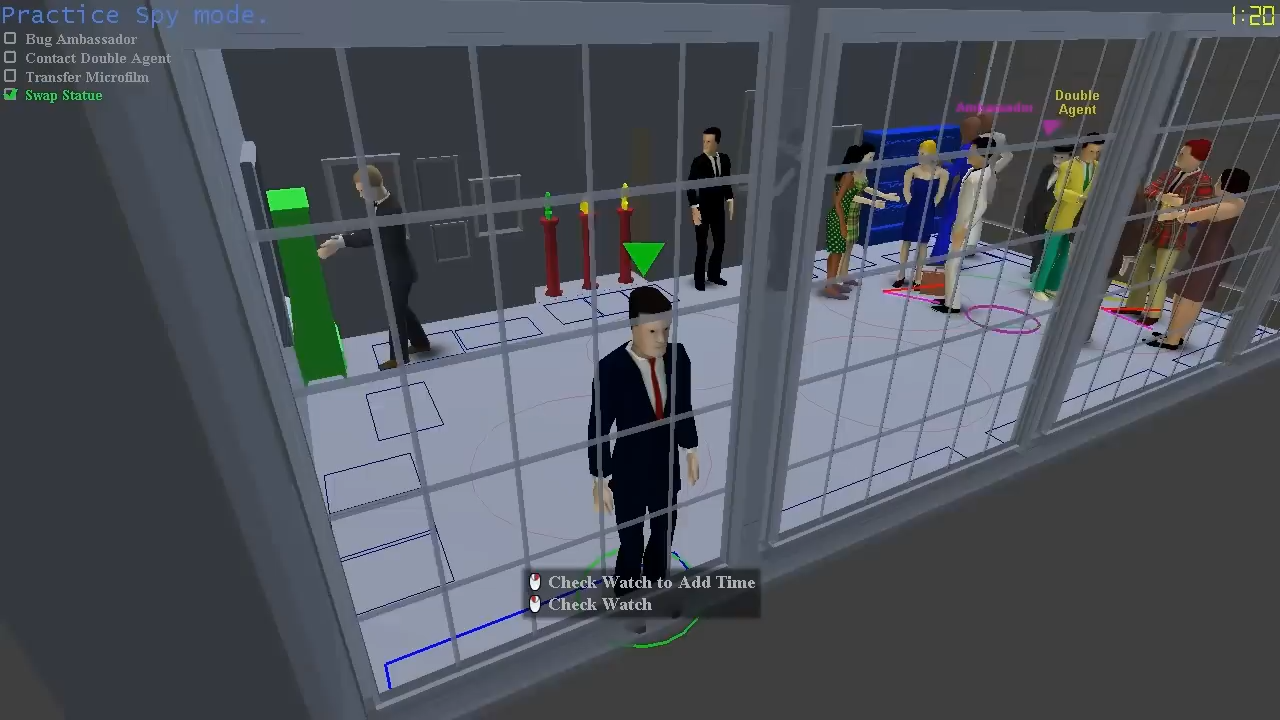 Practice Spy mode.
1:20
Bug Ambassador
Contact Double Agent
Transfer Microfilm
Swap Statue
Ambassador
Double
Agent
Check Watch to Add Time
Check Watch